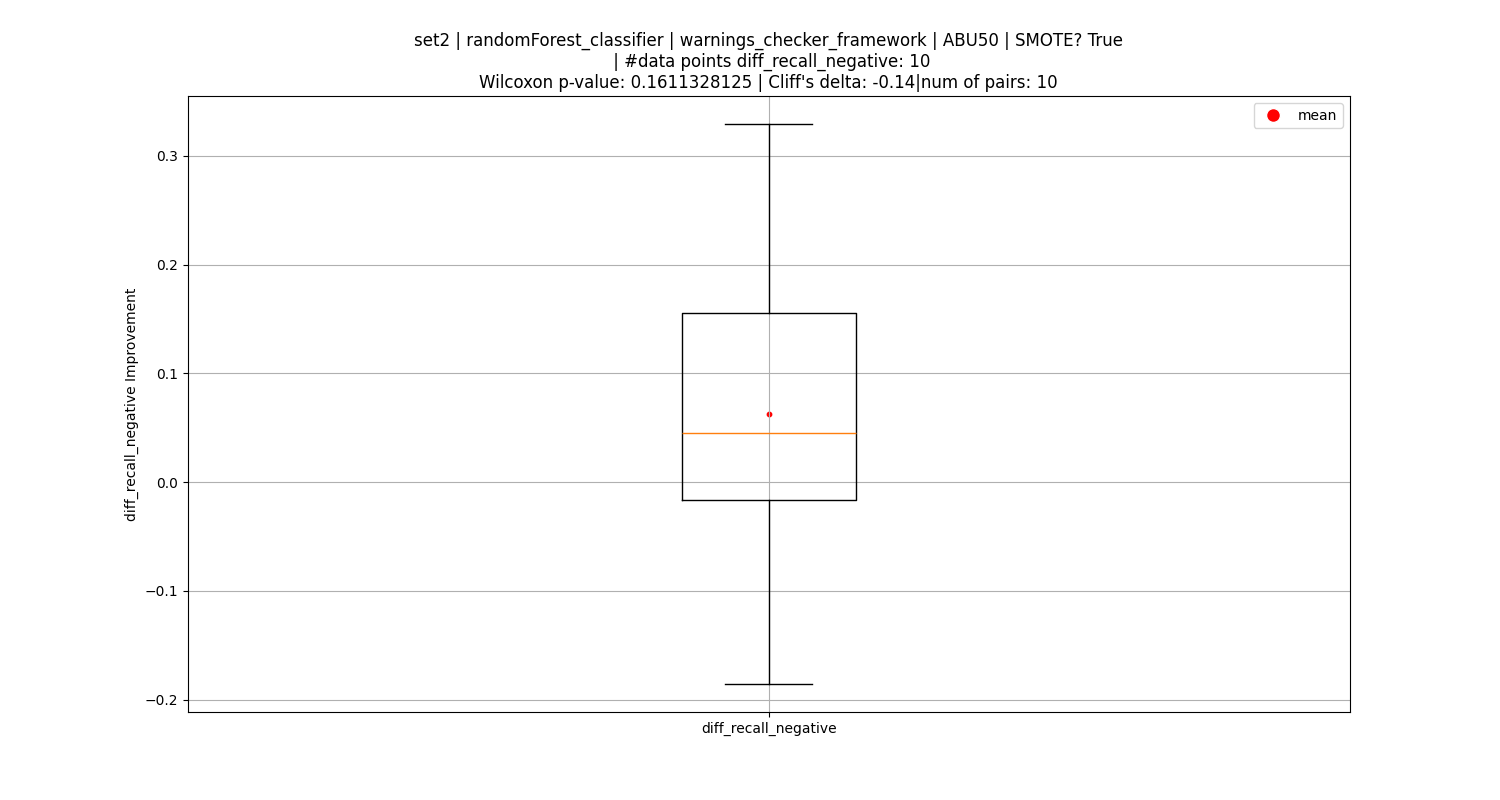 set2 | randomForest_classifier | warnings_checker_framework | ABU50 | SMOTE? True
| #data points diff_recall_negative: 10
Wilcoxon p-value: 0.1611328125 | Cliff's delta: -0.14|num of pairs: 10
mean
0.3
0.2
0.1
0.0
−0.1
−0.2
diff_recall_negative Improvement
diff_recall_negative